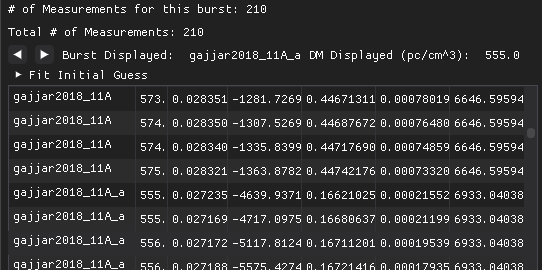 # of Measurements for this burst: 210
Total # of Measurements: 210
Burst Displayed: gajjar2018_11A_a DM Displayed (pc/cm^3): 555.0
Fit Initial Guess
gajjar2018_11A 573. 0.028351 -1281.7269 0.44671311 0.00078019 6646.59594
gajjar2018_11A 574. 0.028349 -1307.5269 0.44687672 0.00076480 6646.59594
gajjar2018_11A 574. 0.028340 -1335.8399 0.44717690 0.00074859 6646.59594
gajjar2018_11A 575. 0.028321 -1363.8782 0.44742176 0.00073320 6646.59594
gajjar2018_11A_a 555. 0.027235 -4639.9371 0.16621025 0.00021552 6933.04038
gajjar2018_11A_a 555. 0.027169 -4717.0975 0.16680637 0.00021199 6933.04038
gajjar2018_11A_a 556. 0.027172 -5117.8124 0.16711201 0.00019539 6933.04038
gajjar2018_11A_a 556. 0.027188 -5575.4274 0.16721416 0.00017935 6933.04038